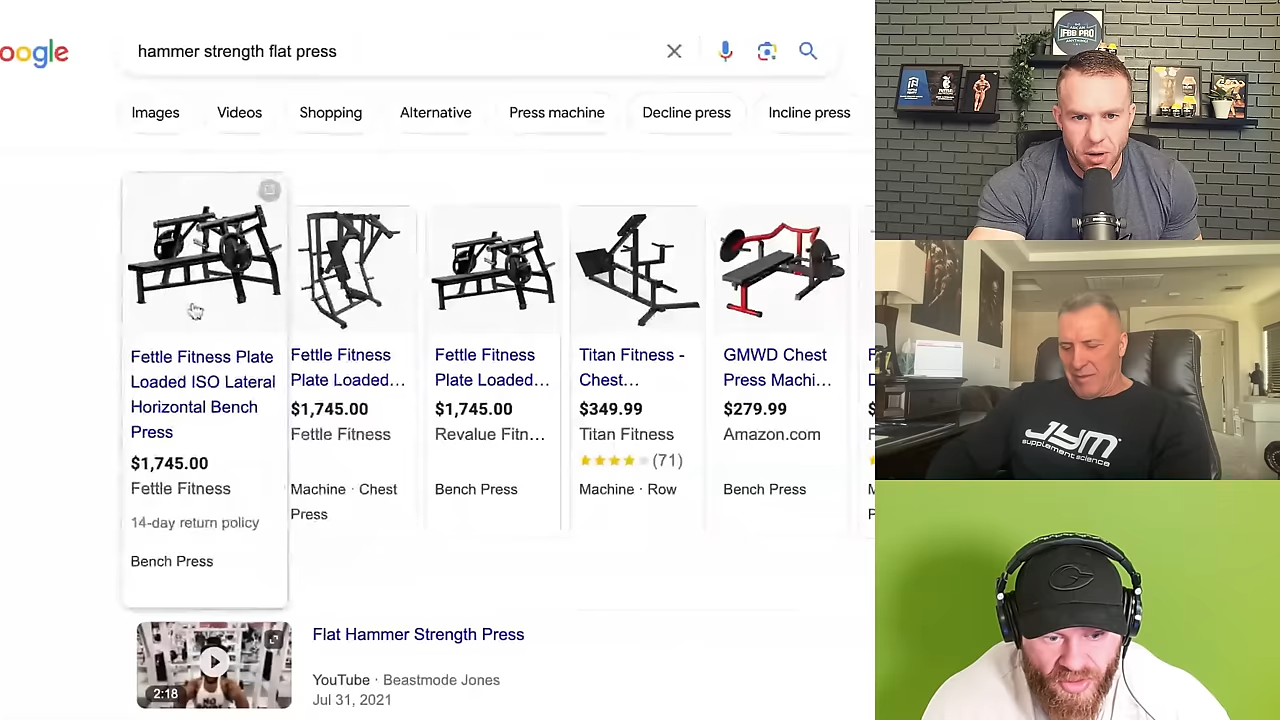 oogle
hammer strength flat press
Images
Videos
Shopping
Alternative
Press machine
Decline press
Incline press
Fettle Fitness Plate
Loaded ISO Lateral
Horizontal Bench
Press
$1,745.00
Fettle Fitness
14-day return policy
Bench Press
Fettle Fitness
Plate Loaded...
$1,745.00
Fettle Fitness
Machine · Chest
Press
Fettle Fitness
Plate Loaded...
$1,745.00
Revalue Fitn...
Bench Press
Titan Fitness -
Chest...
$349.99
Titan Fitness
(71)
Machine · Row
GMWD Chest
Press Machi...
$279.99
Amazon.com
Bench Press
2:18
Flat Hammer Strength Press
YouTube · Beastmode Jones
Jul 31, 2021
IFBB PRO
JYM
supplement science